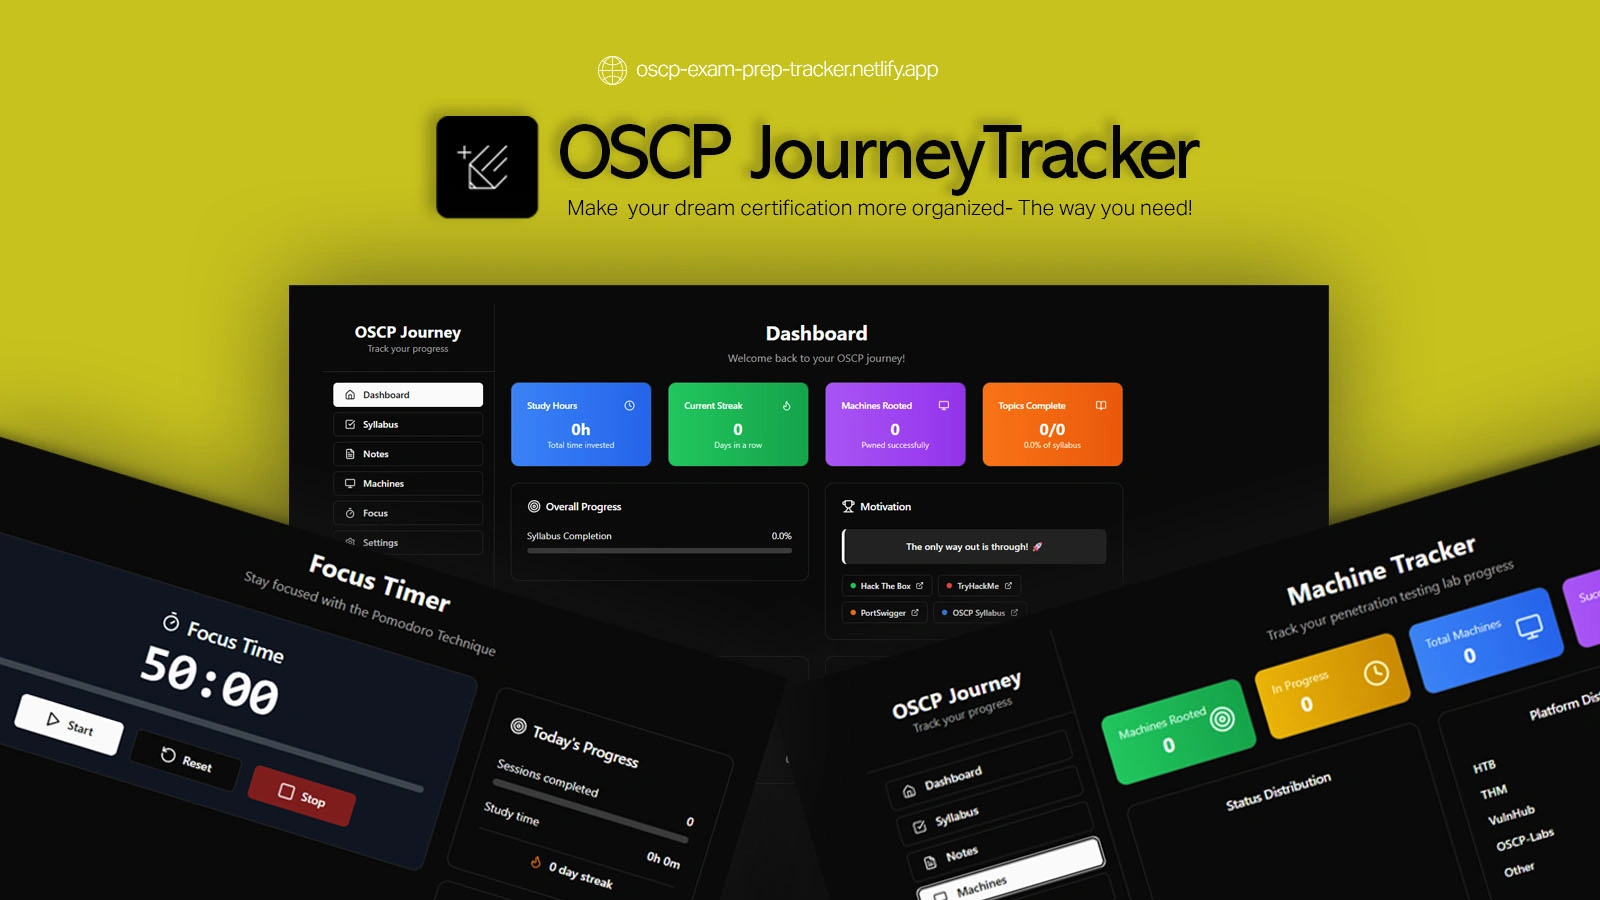 oscp-exam-prep-tracker.netlify.app
OSCP JourneyTracker
Make your dream certification more organized- The way you need!
OSCP Journey
Track your progress
Dashboard
Syllabus
Notes
Machines
Focus
Settings
Dashboard
Welcome back to your OSCP journey!
Study Hours
0h
Total time invested
Current Streak
0
Days in a row
Machines Rooted
0
Pwned successfully
Topics Complete
0/0
0.0% of syllabus
Overall Progress
Syllabus Completion 0.0%
Motivation
The only way out is through! 🚀
Hack The Box
TryHackMe
PortSwigger
OSCP Syllabus
Focus Timer
Stay focused with the Pomodoro Technique
Focus Time
50:00
Start
Reset
Stop
Today's Progress
Sessions completed
0
Study time
0h 0m
0 day streak
OSCP Journey
Track your progress
Dashboard
Syllabus
Notes
Machines
Machine Tracker
Track your penetration testing lab progress
Machines Rooted
0
In Progress
0
Total Machines
0
Status Distribution
Platform
HTB
THM
VulnHub
OSCP-Labs
Other